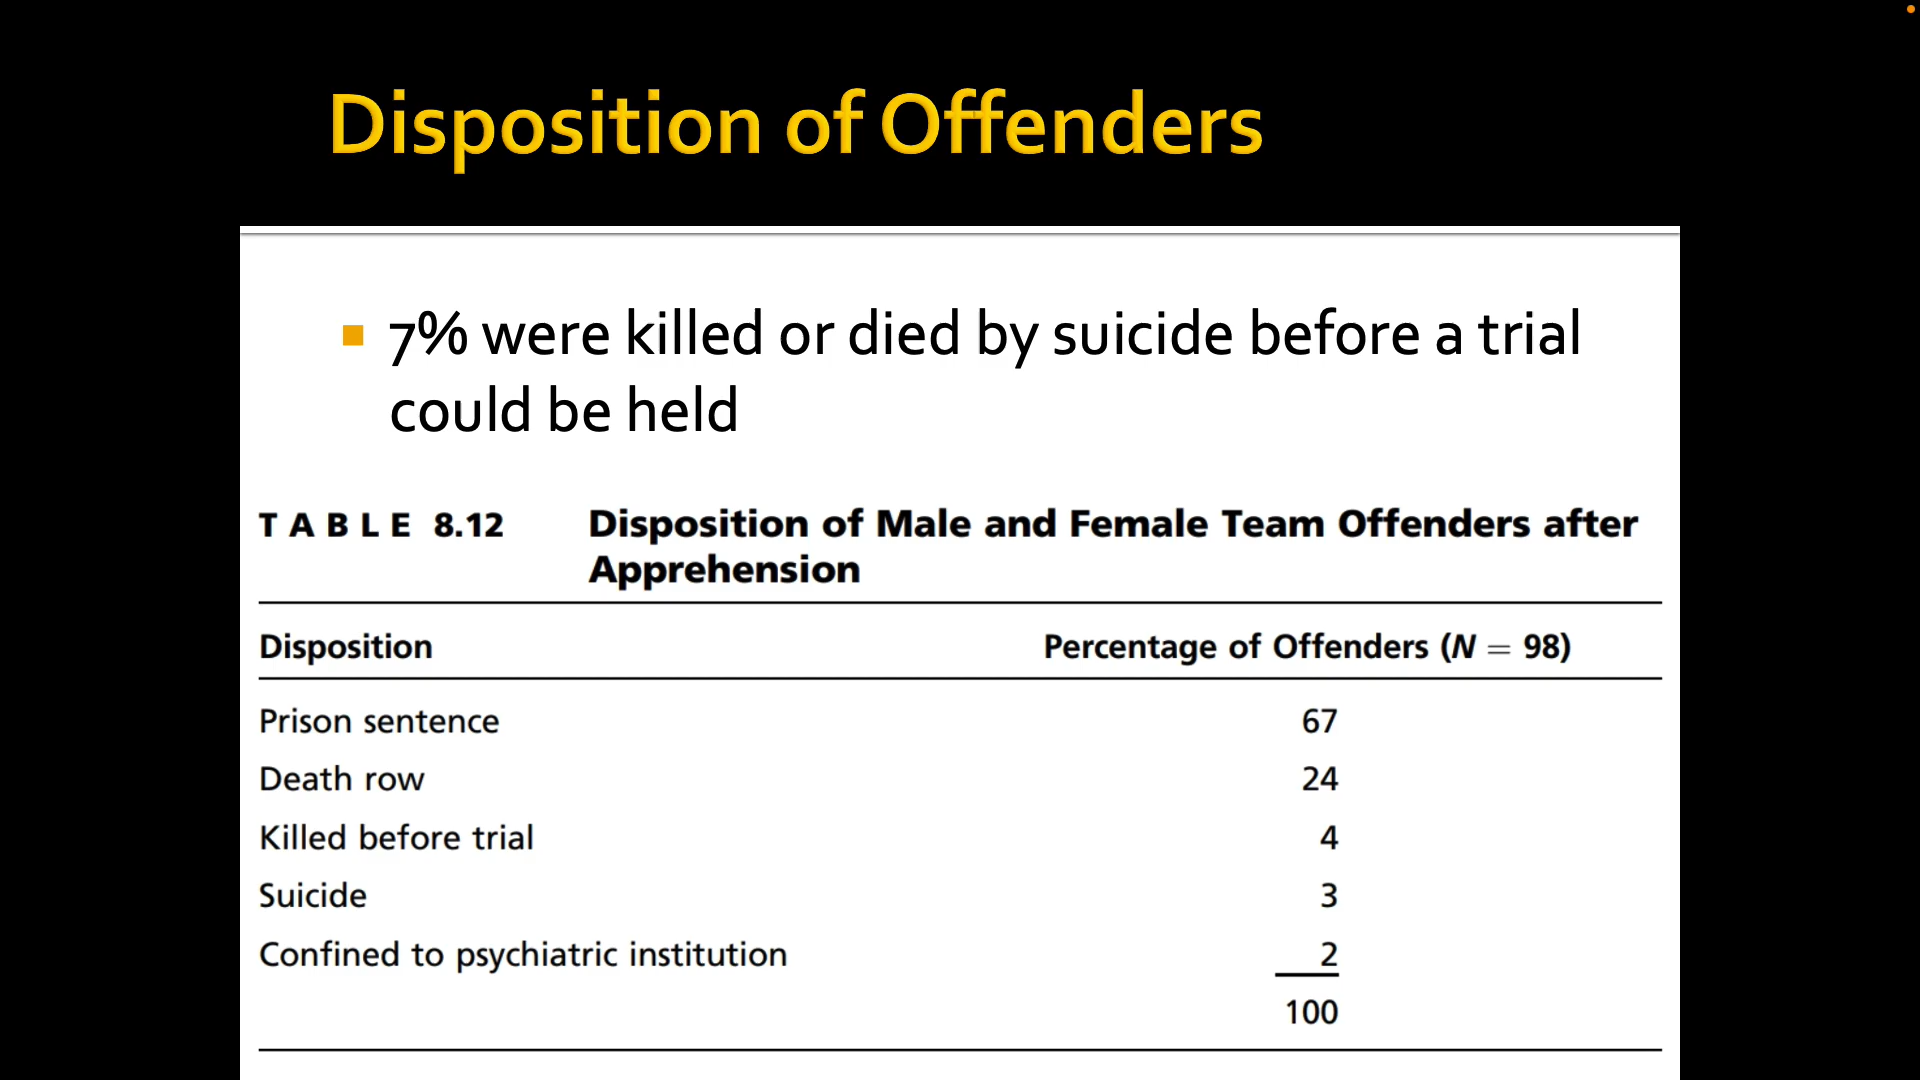 Disposition of Offenders
▪ 7% were killed or died by suicide before a trial
could be held
TABLE 8.12 Disposition of Male and Female Team Offenders after
Apprehension
Disposition Percentage of Offenders (N = 98)
Prison sentence 67
Death row 24
Killed before trial 4
Suicide 3
Confined to psychiatric institution 2
100